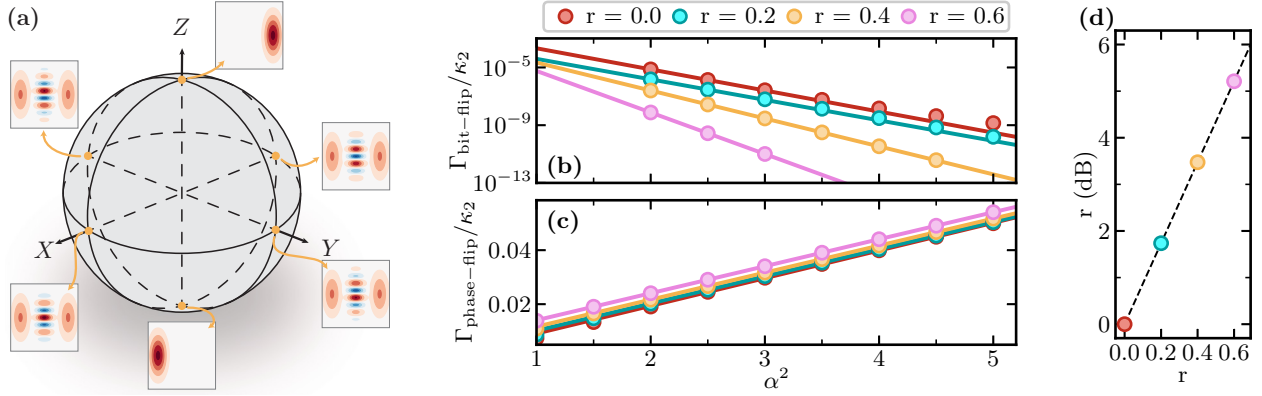 (a)
Z
X
Y
r = 0.0 r = 0.2 r = 0.4 r = 0.6
Γbit−flip/κ2
10−5
10−9
10−13
(b)
Γphase−flip/κ2
0.04
0.02
(c)
1 2 3 4 5
α2
(d)
r (dB)
6
4
2
0
0.0 0.2 0.4 0.6
r